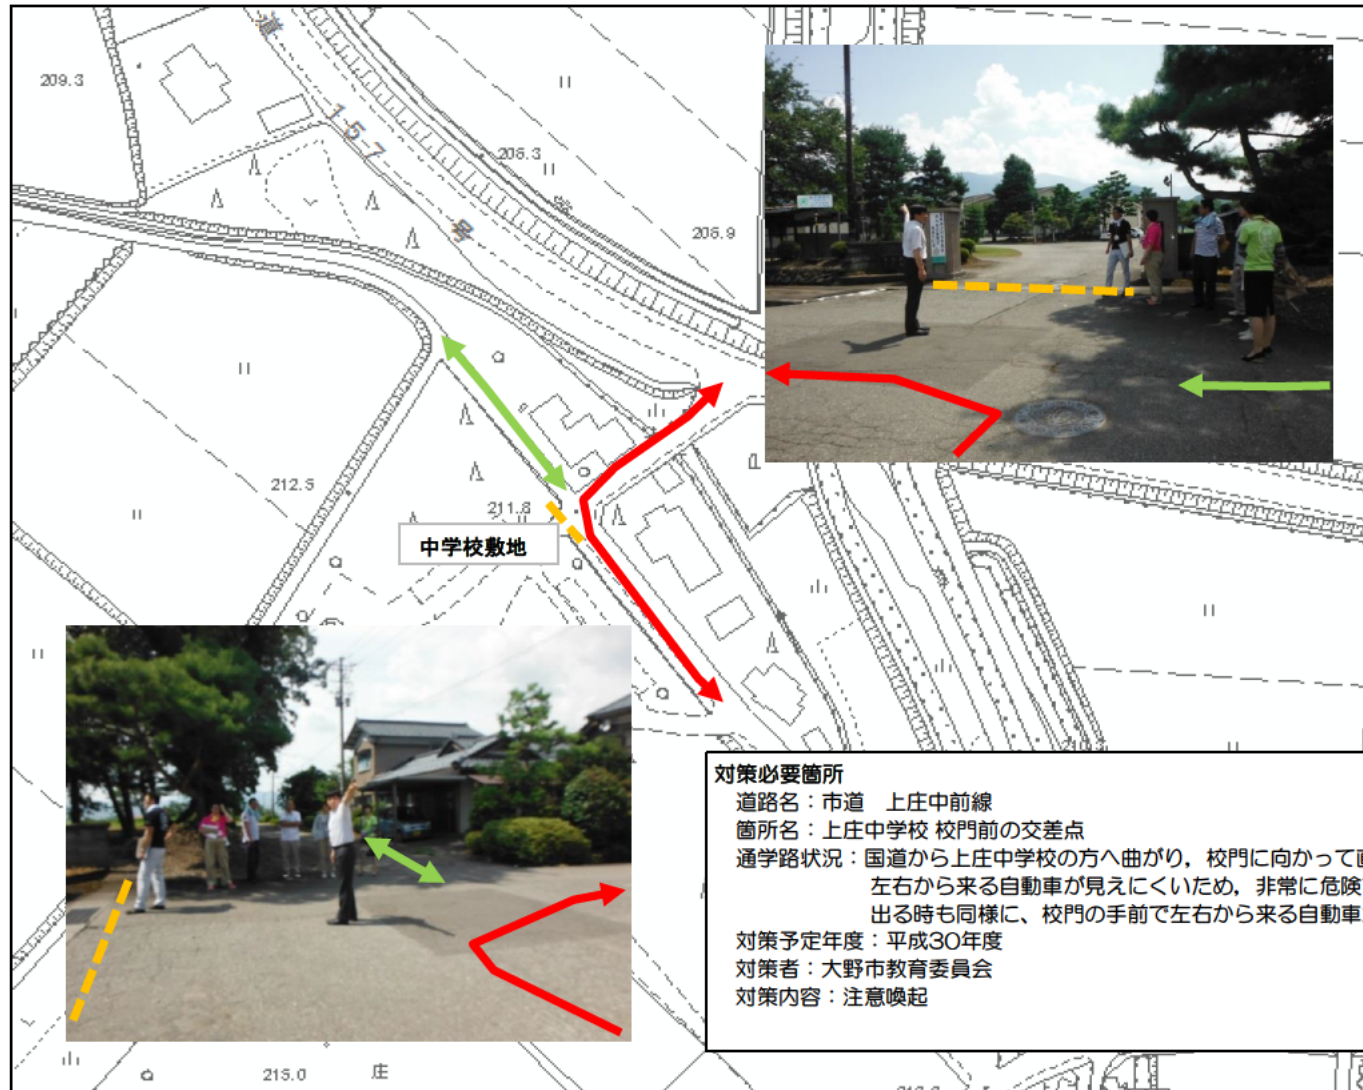 道
157
号
209.3
205.3
205.9
212.5
211.8
中学校敷地
対策必要箇所
道路名：市道　上庄中前線
箇所名：上庄中学校 校門前の交差点
通学路状況：国道から上庄中学校の方へ曲がり，校門に向かって直
左右から来る自動車が見えにくいため，非常に危険
出る時も同様に、校門の手前で左右から来る自動車
対策予定年度：平成30年度
対策者：大野市教育委員会
対策内容：注意喚起
215.0
庄